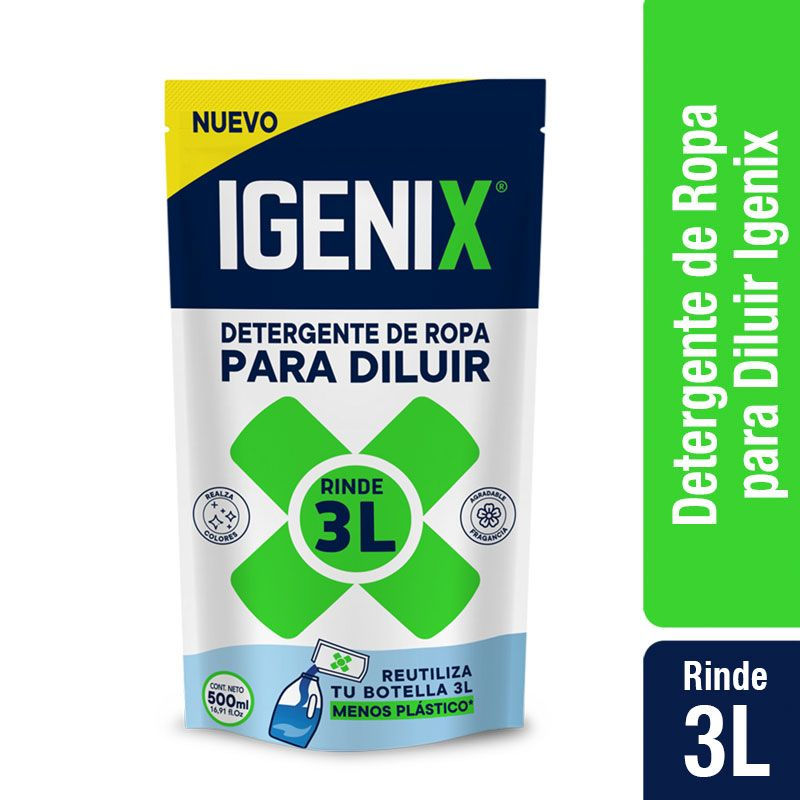 NUEVO
IGENIX®
DETERGENTE DE ROPA
PARA DILUIR
RINDE
3L
REALZA
COLORES
AGRADABLE
FRAGANCIA
CONT. NETO
500ml
16,91 fl.Oz
REUTILIZA
TU BOTELLA 3L
MENOS PLÁSTICO*
Detergente de Ropa
para Diluir Igenix
Rinde
3L